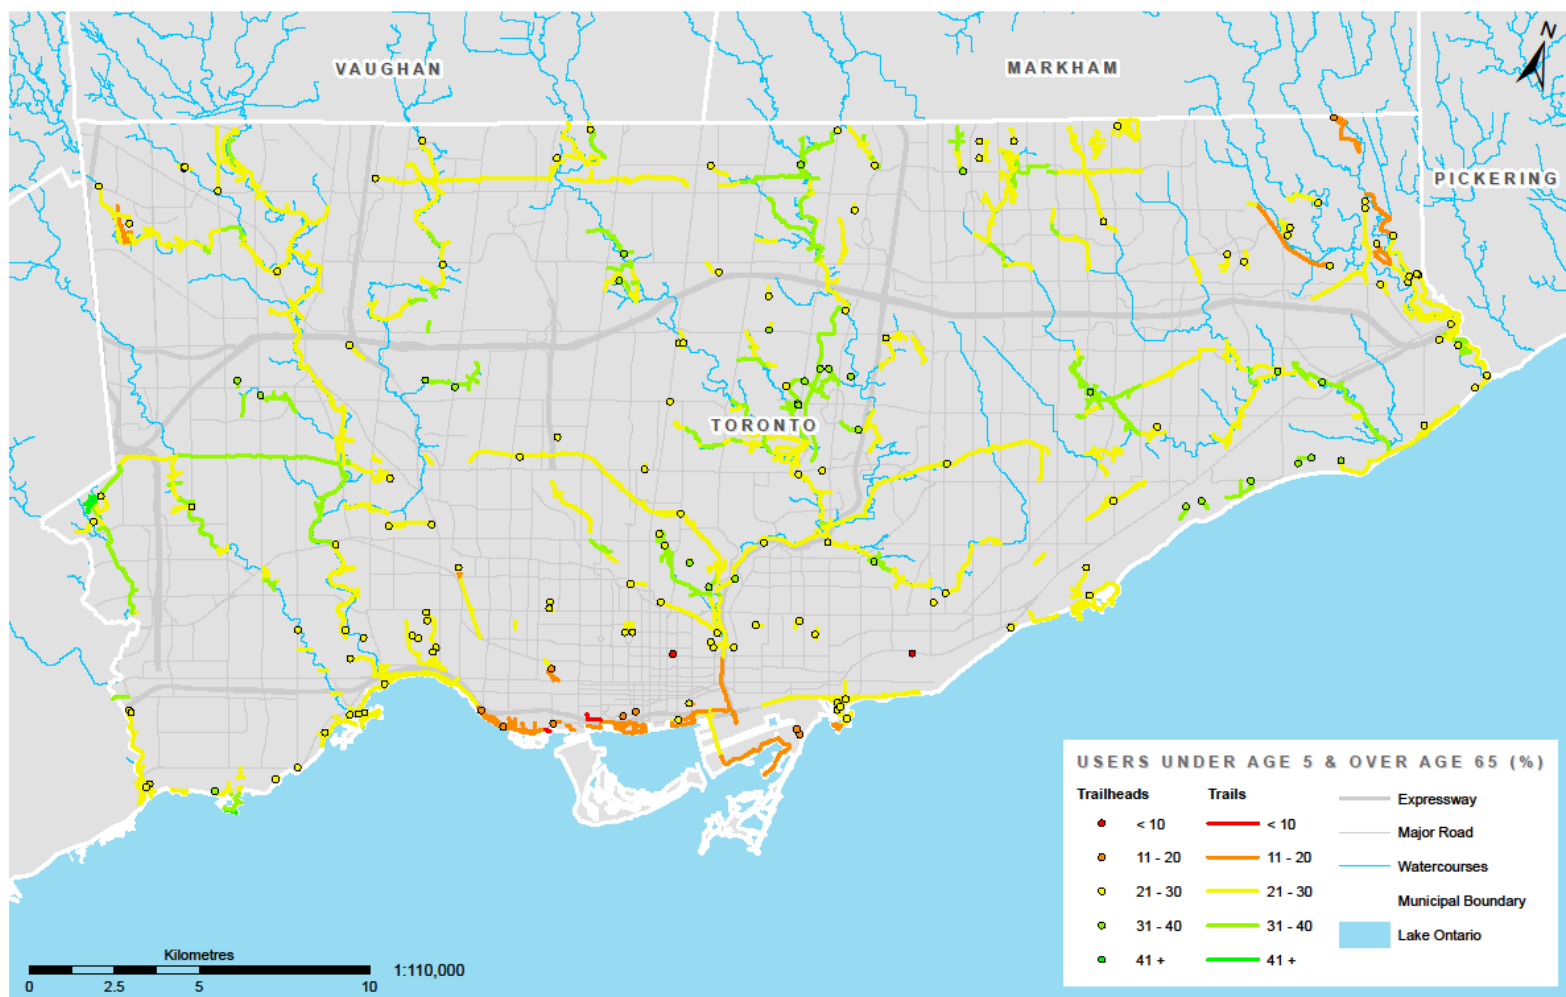 N
VAUGHAN
MARKHAM
PICKERING
TORONTO
USERS UNDER AGE 5 & OVER AGE 65 (%)
Trailheads Trails
< 10 < 10 Expressway
11 - 20 11 - 20 Major Road
21 - 30 21 - 30 Watercourses
31 - 40 31 - 40 Municipal Boundary
41 + 41 + Lake Ontario
Kilometres
1:110,000
0 2.5 5 10